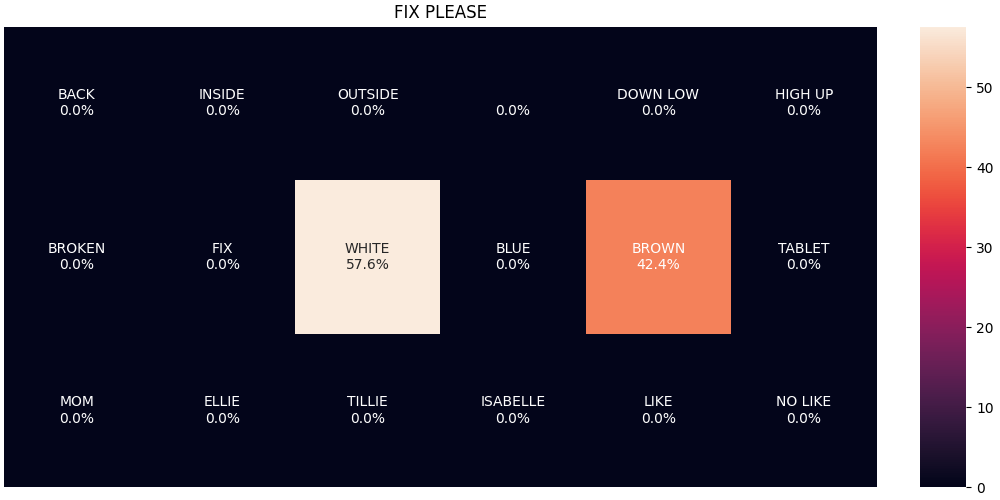 FIX PLEASE
BACK
0.0%
INSIDE
0.0%
OUTSIDE
0.0%
0.0%
DOWN LOW
0.0%
HIGH UP
0.0%
BROKEN
0.0%
FIX
0.0%
WHITE
57.6%
BLUE
0.0%
BROWN
42.4%
TABLET
0.0%
MOM
0.0%
ELLIE
0.0%
TILLIE
0.0%
ISABELLE
0.0%
LIKE
0.0%
NO LIKE
0.0%
50
40
30
20
10
0